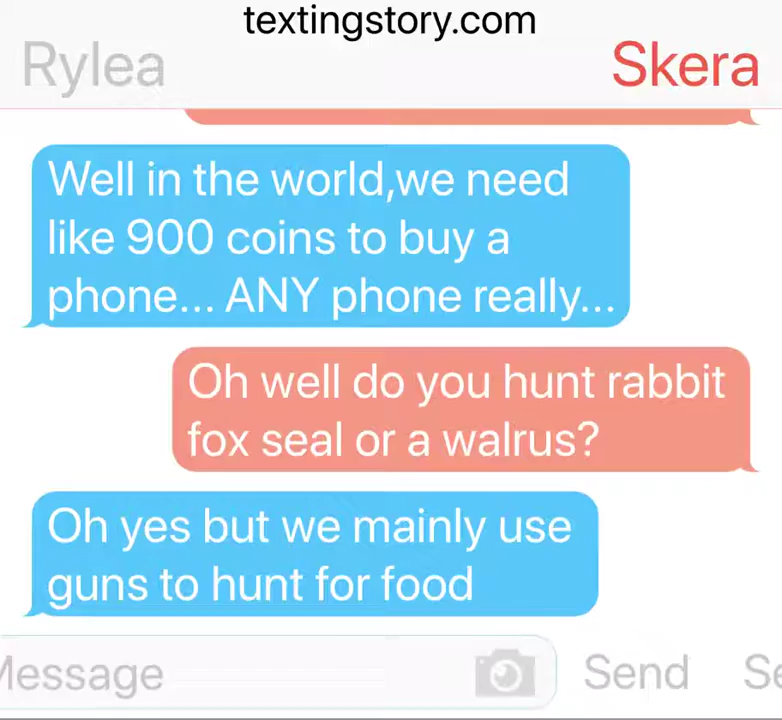 textingstory.com
Rylea Skera
Well in the world,we need
like 900 coins to buy a
phone... ANY phone really...
Oh well do you hunt rabbit
fox seal or a walrus?
Oh yes but we mainly use
guns to hunt for food
Message Send Se